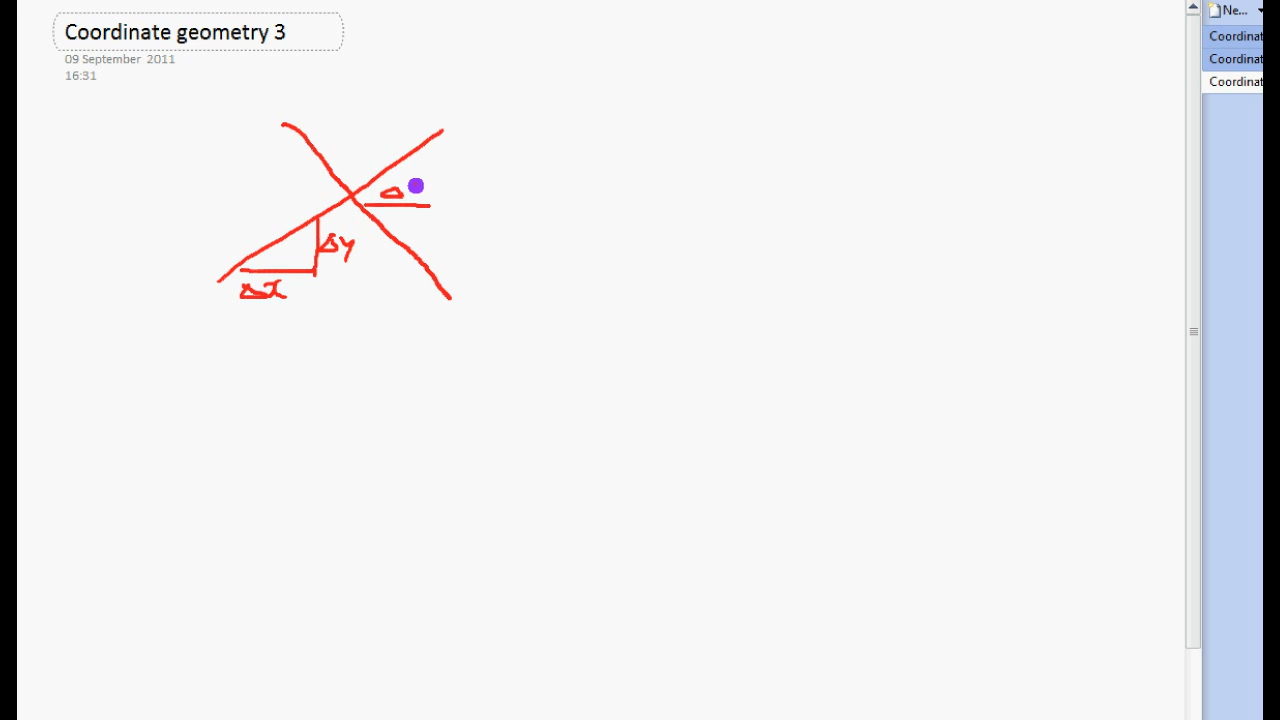 Coordinate geometry 3
09 September 2011
16:31
Ne...
Coordinat
Coordinat
Coordinat
Δ
Δy
Δx